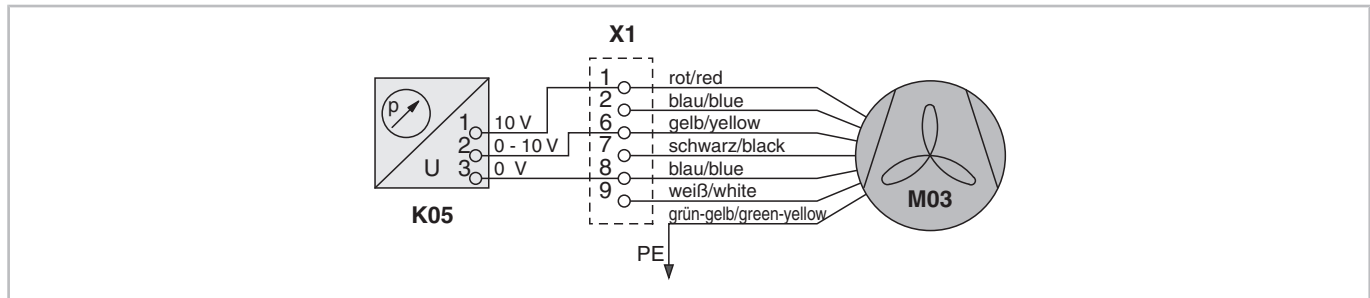 X1
1 rot/red
2 blau/blue
p 1 10 V 6 gelb/yellow
2 0 - 10 V 7 schwarz/black
U 3 0 V 8 blau/blue
9 weiß/white
M03
K05 grün-gelb/green-yellow
PE